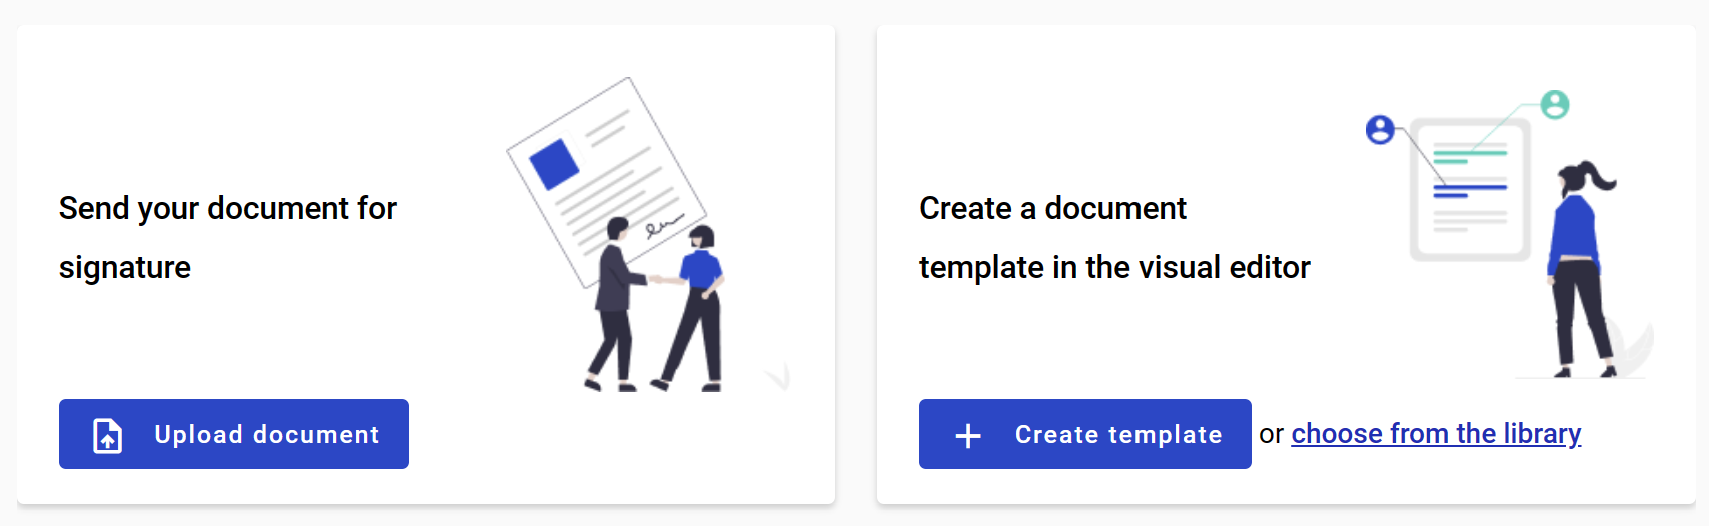 Send your document for
signature
Upload document
Create a document
template in the visual editor
Create template or choose from the library